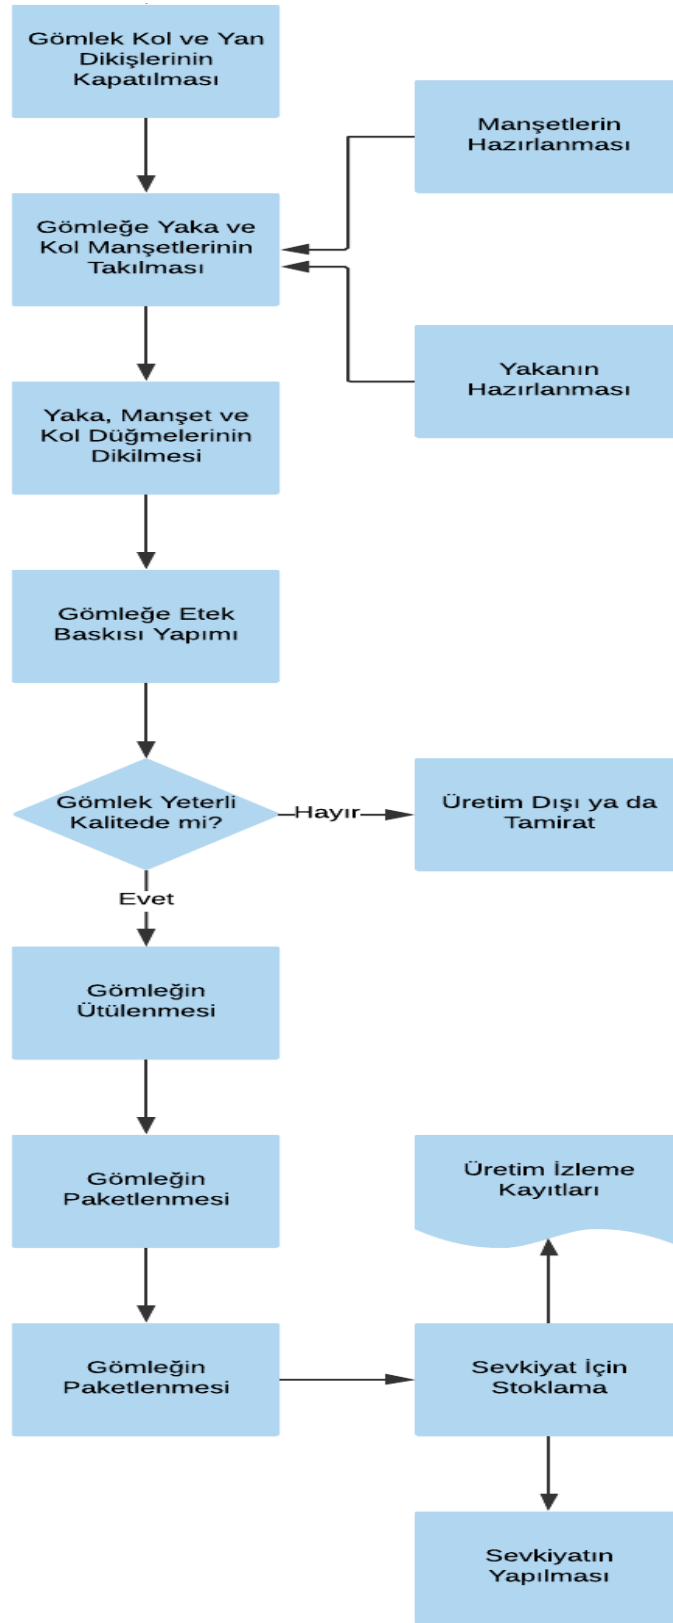 Gömlek Kol ve Yan
Dikişlerinin
Kapatılması
Manşetlerin
Hazırlanması
Gömleğe Yaka ve
Kol Manşetlerinin
Takılması
Yakanın
Hazırlanması
Yaka, Manşet ve
Kol Düğmelerinin
Dikilmesi
Gömleğe Etek
Baskısı Yapımı
Gömlek Yeterli
Kalitede mi?
Hayır
Üretim Dışı ya da
Tamirat
Evet
Gömleğin
Ütülenmesi
Gömleğin
Paketlenmesi
Üretim İzleme
Kayıtları
Gömleğin
Paketlenmesi
Sevkiyat İçin
Stoklama
Sevkiyatın
Yapılması